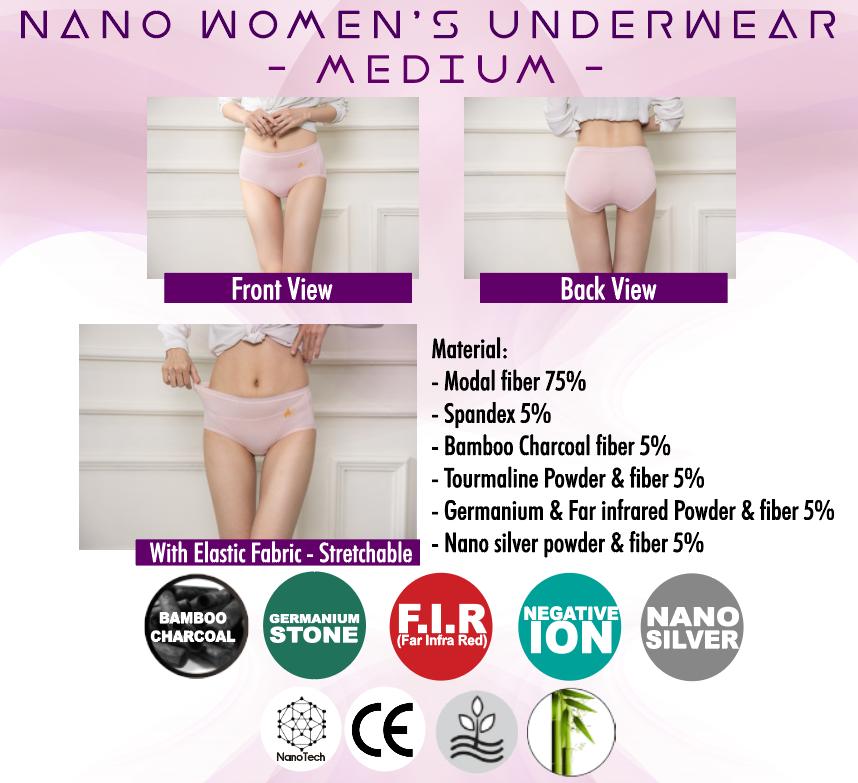 NANO WOMEN'S UNDERWEAR
- MEDIUM -
Front View
Back View
With Elastic Fabric - Stretchable
Material:
- Modal fiber 75%
- Spandex 5%
- Bamboo Charcoal fiber 5%
- Tourmaline Powder & fiber 5%
- Germanium & Far infrared Powder & fiber 5%
- Nano silver powder & fiber 5%
BAMBOO
CHARCOAL
GERMANIUM
STONE
F.I.R
(Far Infra Red)
NEGATIVE
ION
NANO
SILVER
NanoTech
CE